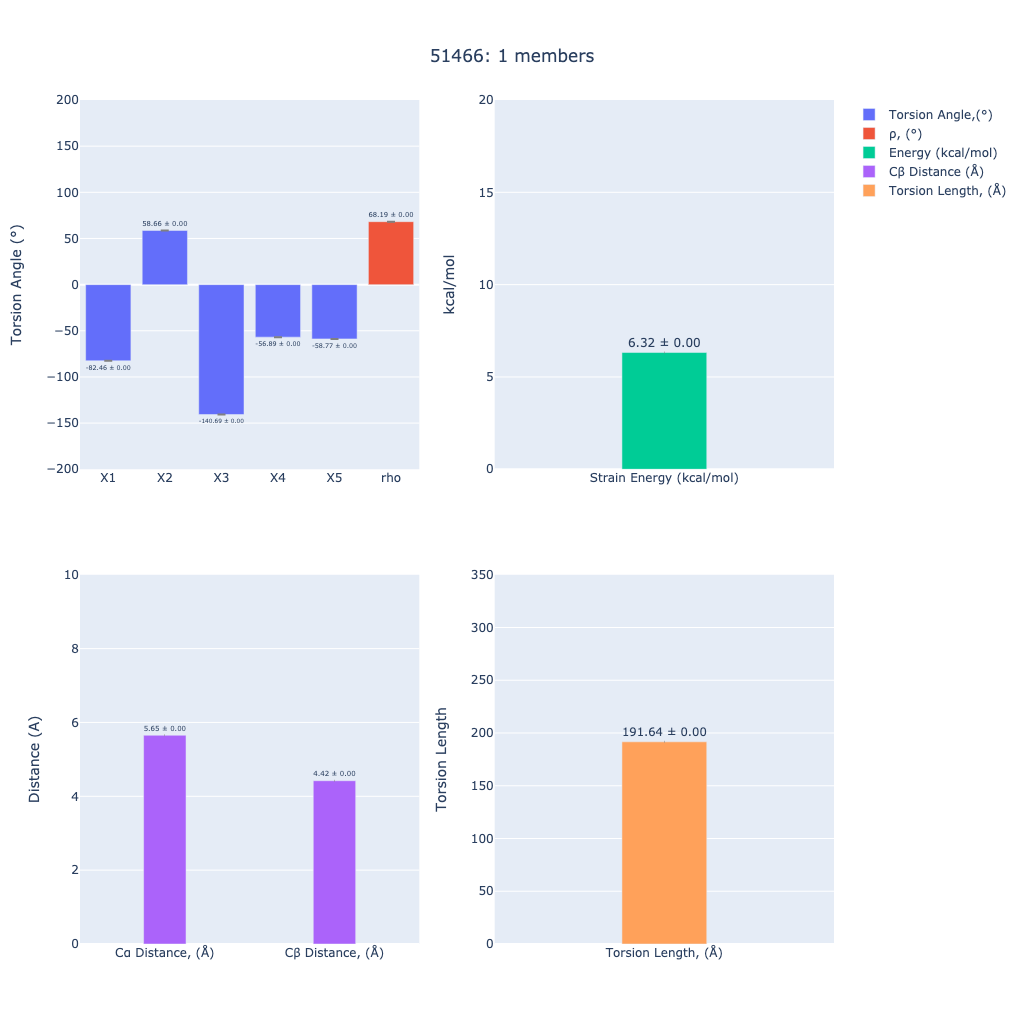 51466: 1 members
Torsion Angle (°)
200
150
100
50
0
−50
−100
−150
−200
-82.46 ± 0.00
58.66 ± 0.00
-140.69 ± 0.00
-56.89 ± 0.00
-58.77 ± 0.00
68.19 ± 0.00
X1
X2
X3
X4
X5
rho
kcal/mol
20
15
10
5
0
6.32 ± 0.00
Strain Energy (kcal/mol)
Torsion Angle,(°)
ρ, (°)
Energy (kcal/mol)
Cβ Distance (Å)
Torsion Length, (Å)
Distance (A)
10
8
6
4
2
0
5.65 ± 0.00
4.42 ± 0.00
Cα Distance, (Å)
Cβ Distance, (Å)
Torsion Length
350
300
250
200
150
100
50
0
191.64 ± 0.00
Torsion Length, (Å)